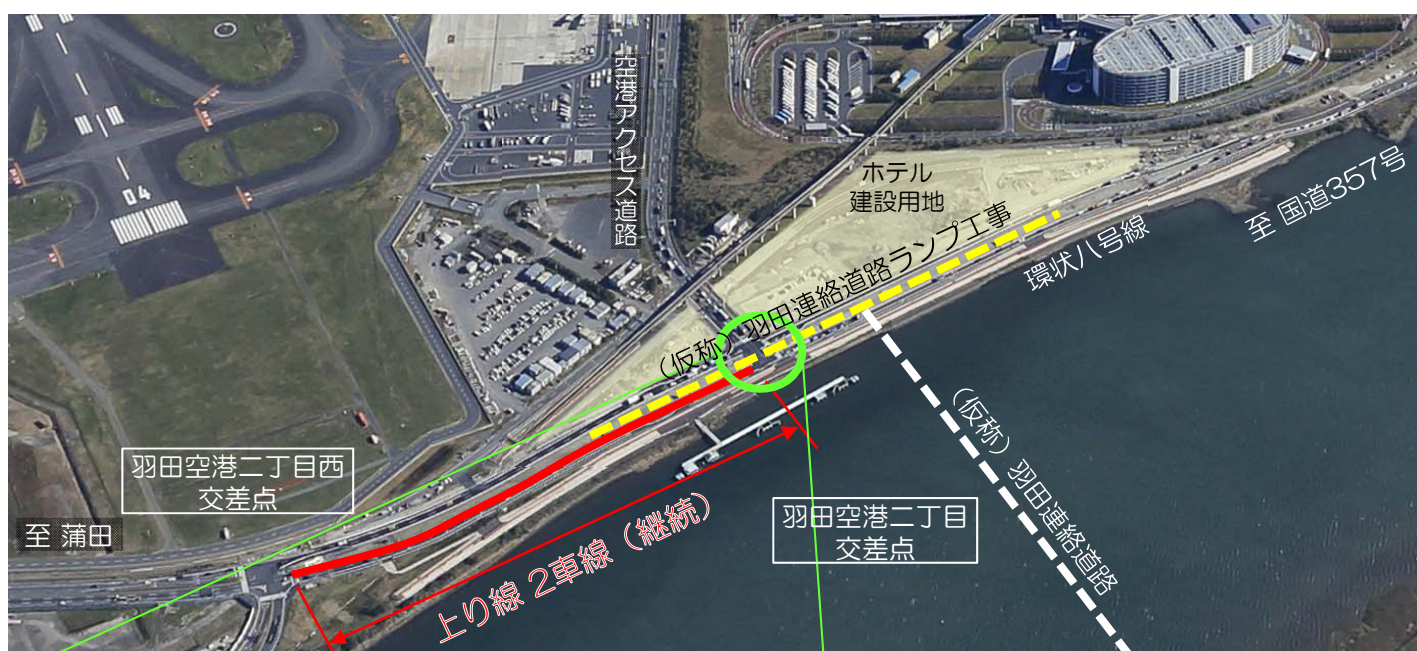 空港アクセス道路
ホテル
建設用地
至 国道357号
環状八号線
（仮称）羽田連絡道路ランプ工事
（仮称）羽田連絡道路
羽田空港二丁目西
交差点
至 蒲田
羽田空港二丁目
交差点
上り線２車線（継続）
04